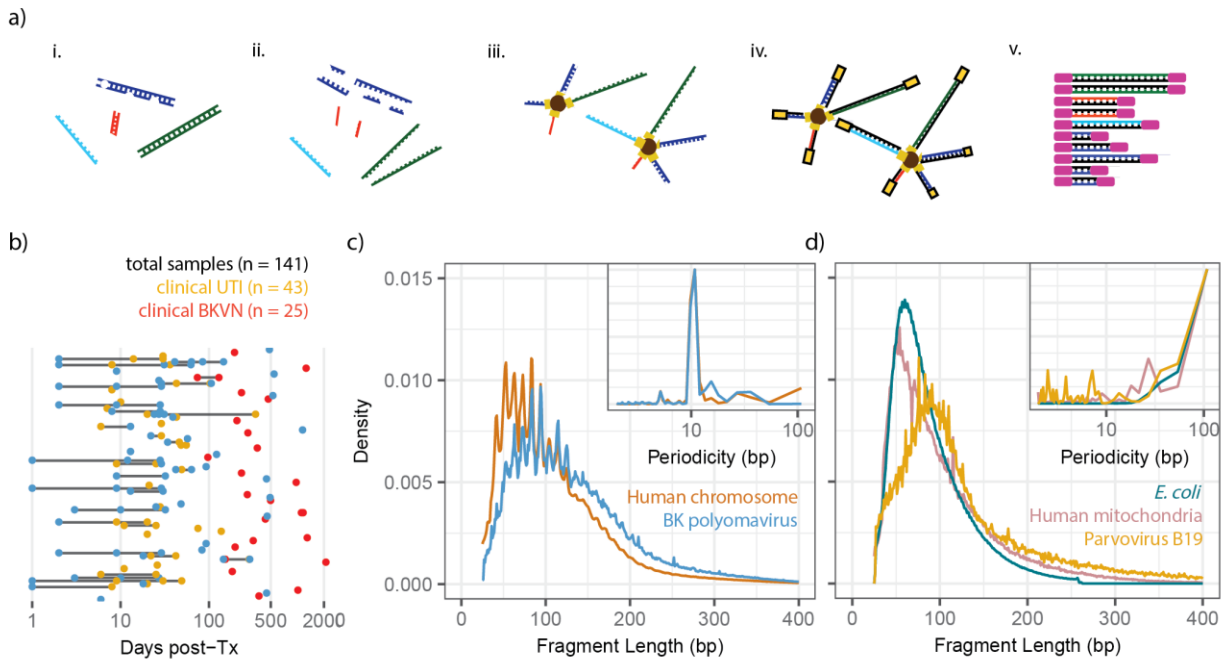 a)
i.
ii.
iii.
iv.
v.
b)
total samples (n = 141)
clinical UTI (n = 43)
clinical BKVN (n = 25)
1
10
100
500
2000
Days post−Tx
c)
0.015
0.010
0.005
0.000
Density
10
100
Periodicity (bp)
Human chromosome
BK polyomavirus
0
100
200
300
400
Fragment Length (bp)
d)
10
100
Periodicity (bp)
E. coli
Human mitochondria
Parvovirus B19
0
100
200
300
400
Fragment Length (bp)